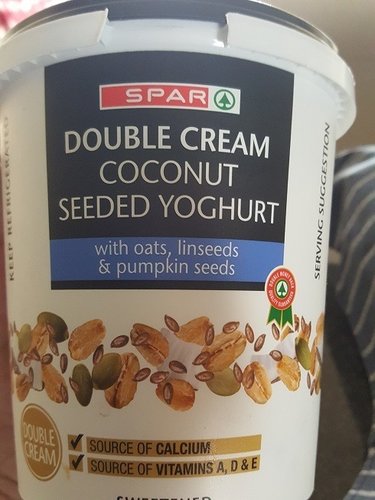 SPAR
DOUBLE CREAM
COCONUT
SEEDED YOGHURT
with oats, linseeds
& pumpkin seeds
KEEP REFRIGERATED
SERVING SUGGESTION
DOUBLE
CREAM
SOURCE OF CALCIUM
SOURCE OF VITAMINS A, D & E
SWEETENED